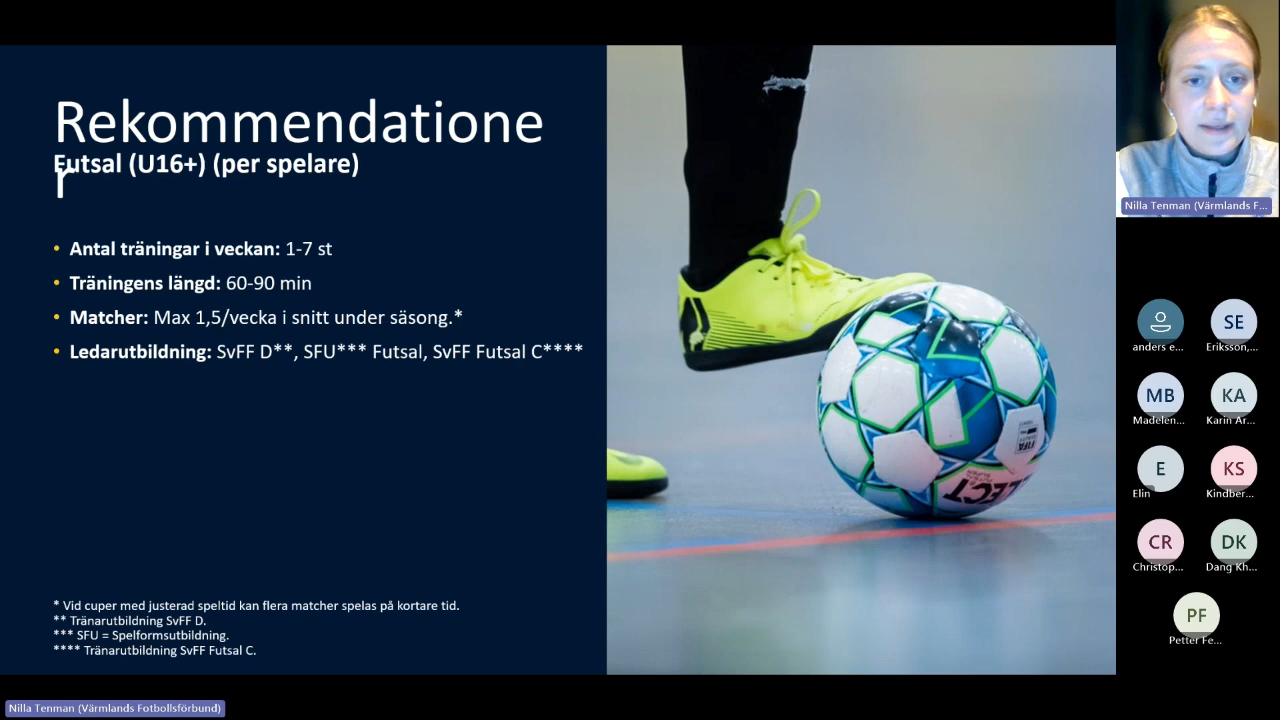 Rekommendatione
r
Futsal (U16+) (per spelare)
• Antal träningar i veckan: 1-7 st
• Träningens längd: 60-90 min
• Matcher: Max 1,5/vecka i snitt under säsong.*
• Ledarutbildning: SvFF D**, SFU*** Futsal, SvFF Futsal C****
* Vid cuper med justerad speltid kan flera matcher spelas på kortare tid.
** Tränarutbildning SvFF D.
*** SFU = Spelformsutbildning.
**** Tränarutbildning SvFF Futsal C.
Nilla Tenman (Värmlands Fotbollsförbund)
FIFA
Nilla Tenman (Värmlands F...
anders e...
SE
Eriksson,...
MB
Madelen...
KA
Karin Ar...
E
Elin
KS
Kindber...
CR
Christop...
DK
Dang Kh...
PF
Petter Fe...